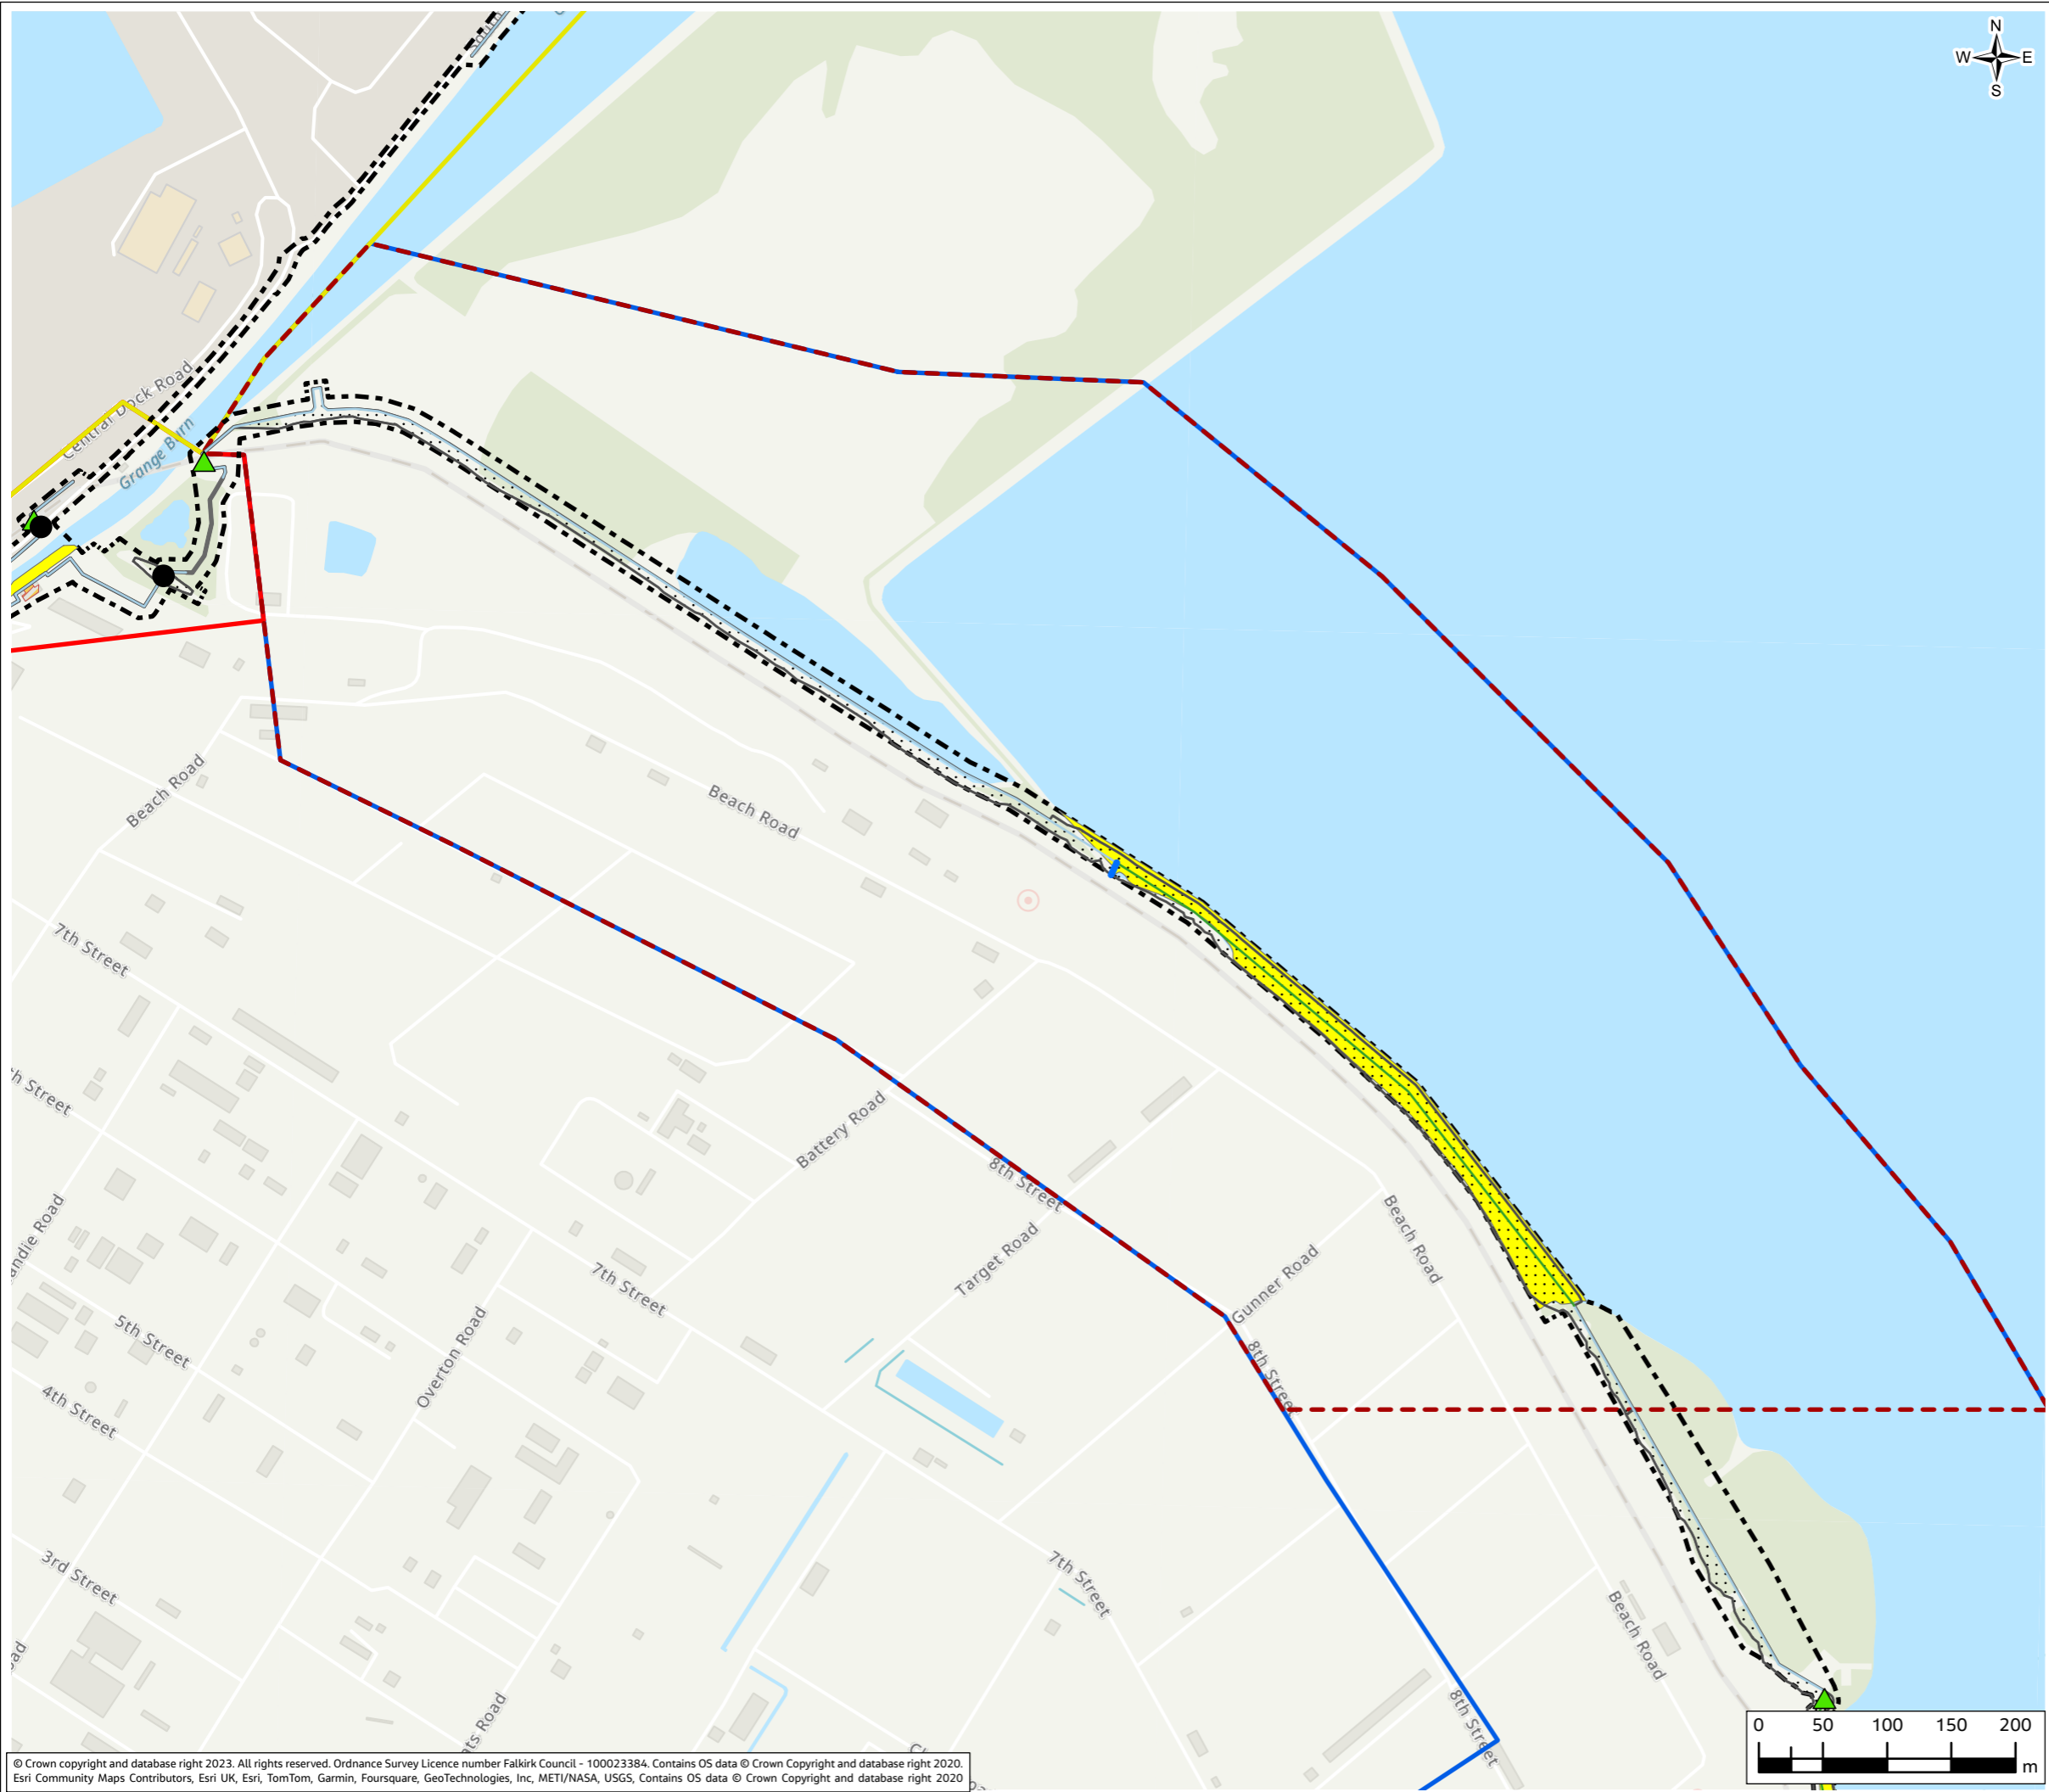 N
W E
S
Central Dock Road
Grange Burn
Beach Road
Beach Road
7th Street
Battery Road
8th Street
Target Road
Gunner Road
Beach Road
7th Street
8th Street
5th Street
Overton Road
4th Street
3rd Street
7th Street
Beach Road
8th Street
0 50 100 150 200
m
© Crown copyright and database right 2023. All rights reserved. Ordnance Survey Licence number Falkirk Council - 100023384. Contains OS data © Crown Copyright and database right 2020.
Esri Community Maps Contributors, Esri UK, Esri, TomTom, Garmin, Foursquare, GeoTechnologies, Inc, METI/NASA, USGS, Contains OS data © Crown Copyright and database right 2020